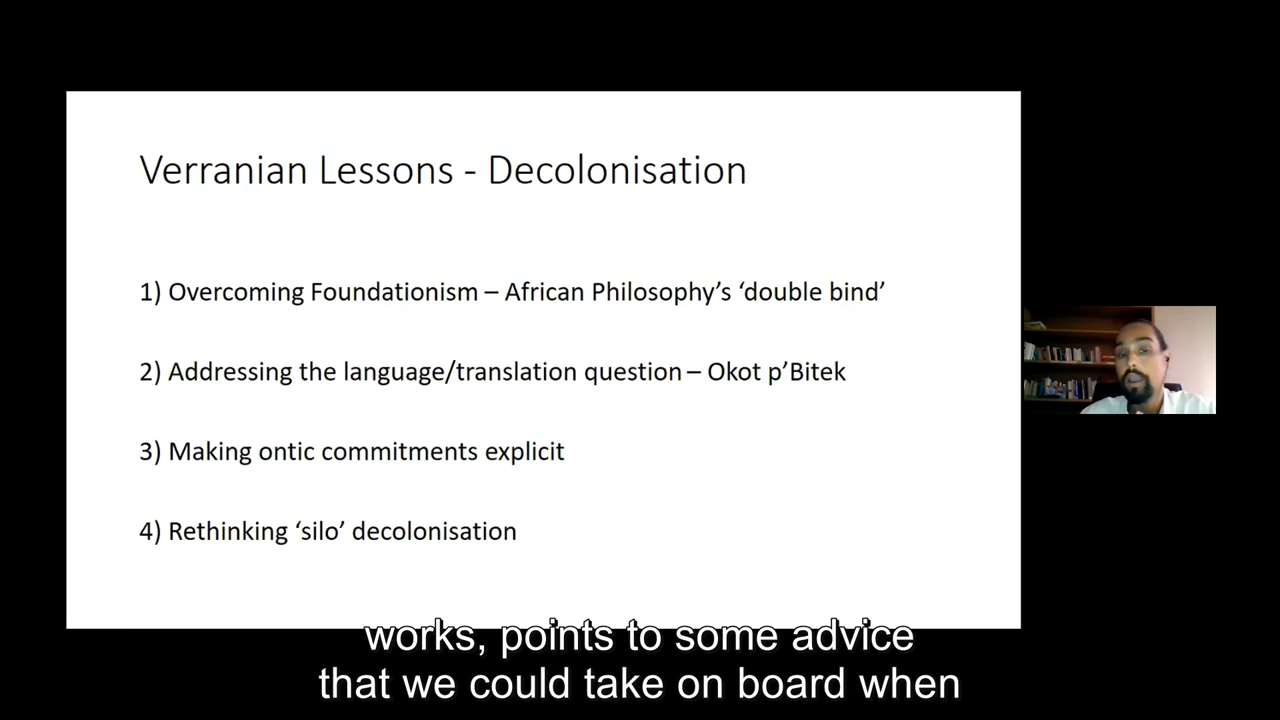 Verranian Lessons - Decolonisation
1) Overcoming Foundationism – African Philosophy’s ‘double bind’
2) Addressing the language/translation question – Okot p’Bitek
3) Making ontic commitments explicit
4) Rethinking ‘silo’ decolonisation
works, points to some advice
that we could take on board when